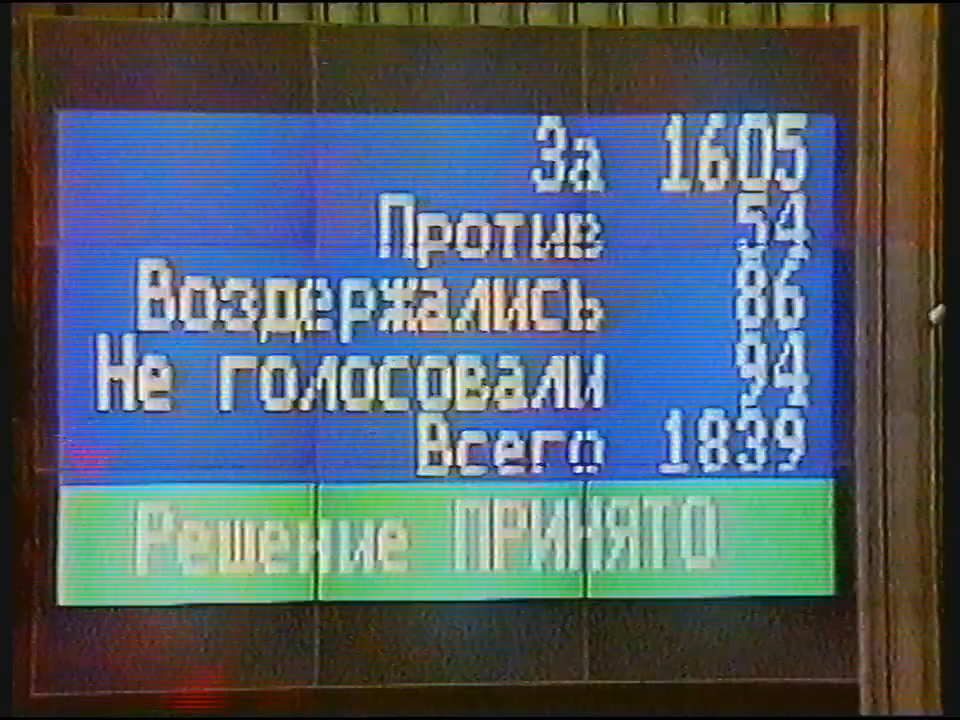 За 1605
Против 54
Воздержались 86
Не голосовали 94
Всего 1839
Решение ПРИНЯТО